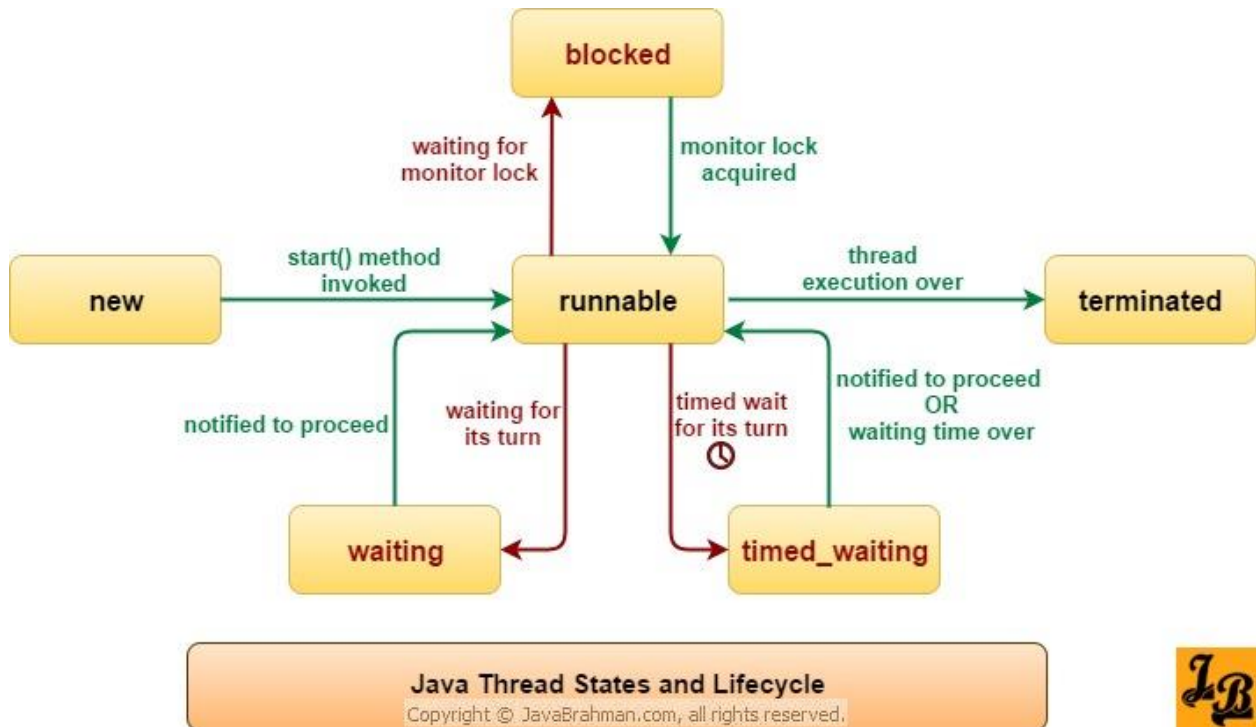 blocked
waiting for
monitor lock
monitor lock
acquired
new
start() method
invoked
runnable
thread
execution over
terminated
notified to proceed
waiting for
its turn
timed wait
for its turn
notified to proceed
OR
waiting time over
waiting
timed_waiting
Java Thread States and Lifecycle
Copyright © JavaBrahman.com, all rights reserved.
JB